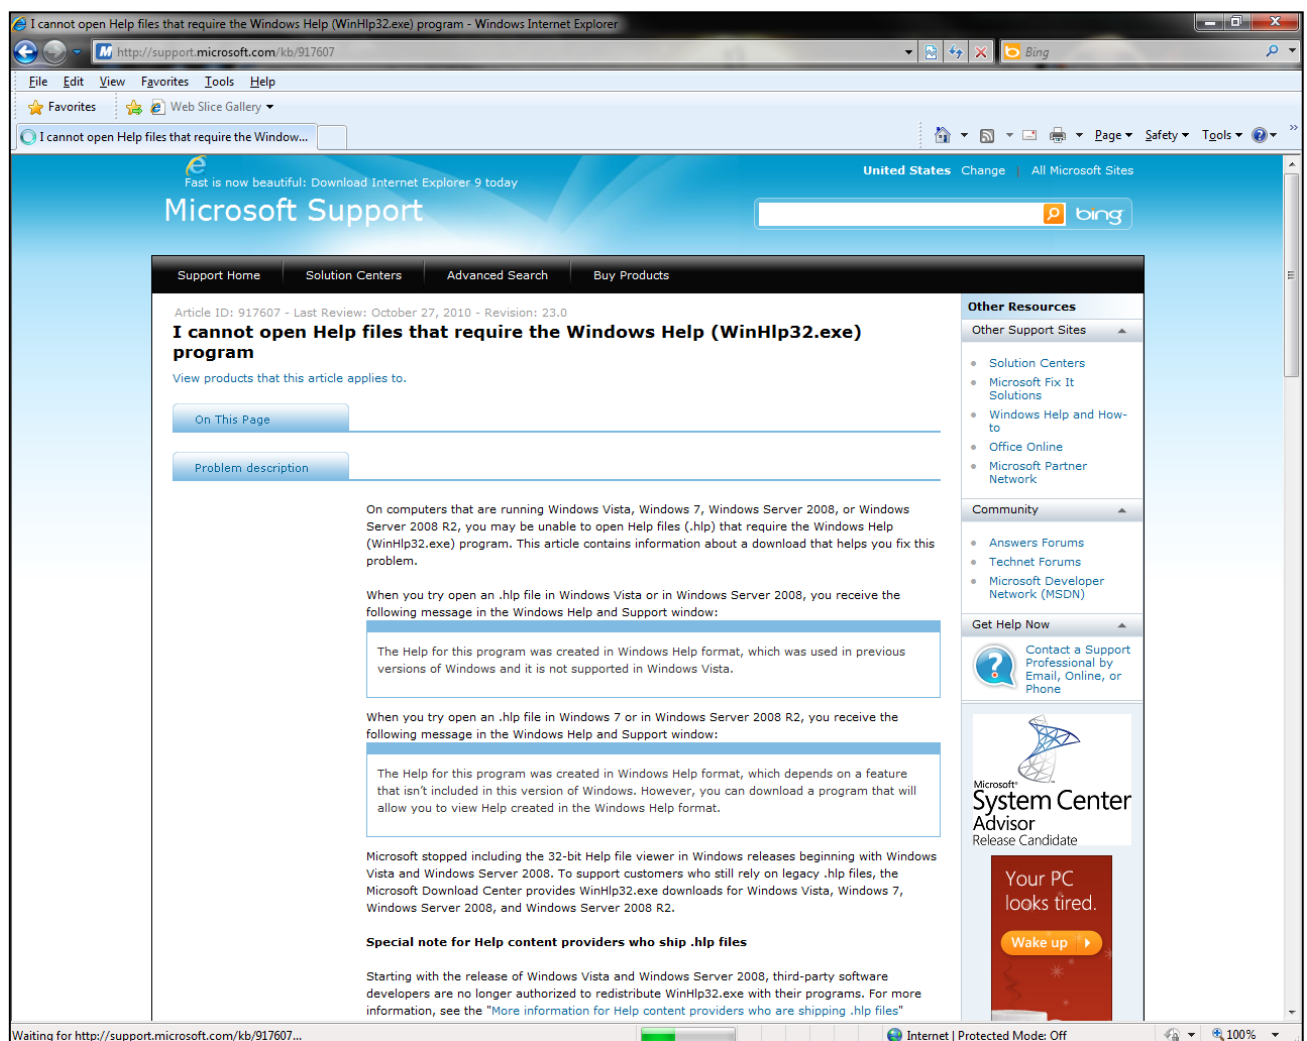 I cannot open Help files that require the Windows Help (WinHlp32.exe) program - Windows Internet Explorer
http://support.microsoft.com/kb/917607
Bing
File Edit View Favorites Tools Help
Favorites Web Slice Gallery
I cannot open Help files that require the Window...
Page Safety Tools
Fast is now beautiful: Download Internet Explorer 9 today
United States Change | All Microsoft Sites
Microsoft Support
bing
Support Home Solution Centers Advanced Search Buy Products
Article ID: 917607 - Last Review: October 27, 2010 - Revision: 23.0
I cannot open Help files that require the Windows Help (WinHlp32.exe)
program
View products that this article applies to.
On This Page
Problem description
On computers that are running Windows Vista, Windows 7, Windows Server 2008, or Windows
Server 2008 R2, you may be unable to open Help files (.hlp) that require the Windows Help
(WinHlp32.exe) program. This article contains information about a download that helps you fix this
problem.
When you try open an .hlp file in Windows Vista or in Windows Server 2008, you receive the
following message in the Windows Help and Support window:
The Help for this program was created in Windows Help format, which was used in previous
versions of Windows and it is not supported in Windows Vista.
When you try open an .hlp file in Windows 7 or in Windows Server 2008 R2, you receive the
following message in the Windows Help and Support window:
The Help for this program was created in Windows Help format, which depends on a feature
that isn't included in this version of Windows. However, you can download a program that will
allow you to view Help created in the Windows Help format.
Microsoft stopped including the 32-bit Help file viewer in Windows releases beginning with Windows
Vista and Windows Server 2008. To support customers who still rely on legacy .hlp files, the
Microsoft Download Center provides WinHlp32.exe downloads for Windows Vista, Windows 7,
Windows Server 2008, and Windows Server 2008 R2.
Special note for Help content providers who ship .hlp files
Starting with the release of Windows Vista and Windows Server 2008, third-party software
developers are no longer authorized to redistribute WinHlp32.exe with their programs. For more
information, see the "More information for Help content providers who are shipping .hlp files"
Other Resources
Other Support Sites
Solution Centers
Microsoft Fix It
Solutions
Windows Help and How-
to
Office Online
Microsoft Partner
Network
Community
Answers Forums
Technet Forums
Microsoft Developer
Network (MSDN)
Get Help Now
Contact a Support
Professional by
Email, Online, or
Phone
Microsoft
System Center
Advisor
Release Candidate
Your PC
looks tired.
Wake up
Waiting for http://support.microsoft.com/kb/917607...
Internet | Protected Mode: Off
100%